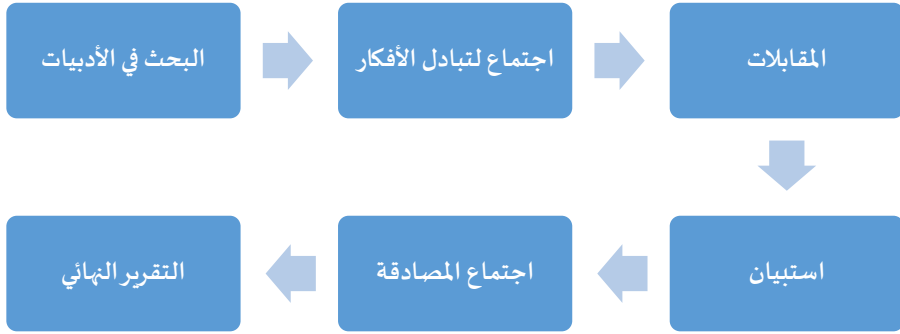 البحث في الأدبيات
اجتماع لتبادل الأفكار
المقابلات
استبيان
اجتماع المصادقة
التقرير النهائي